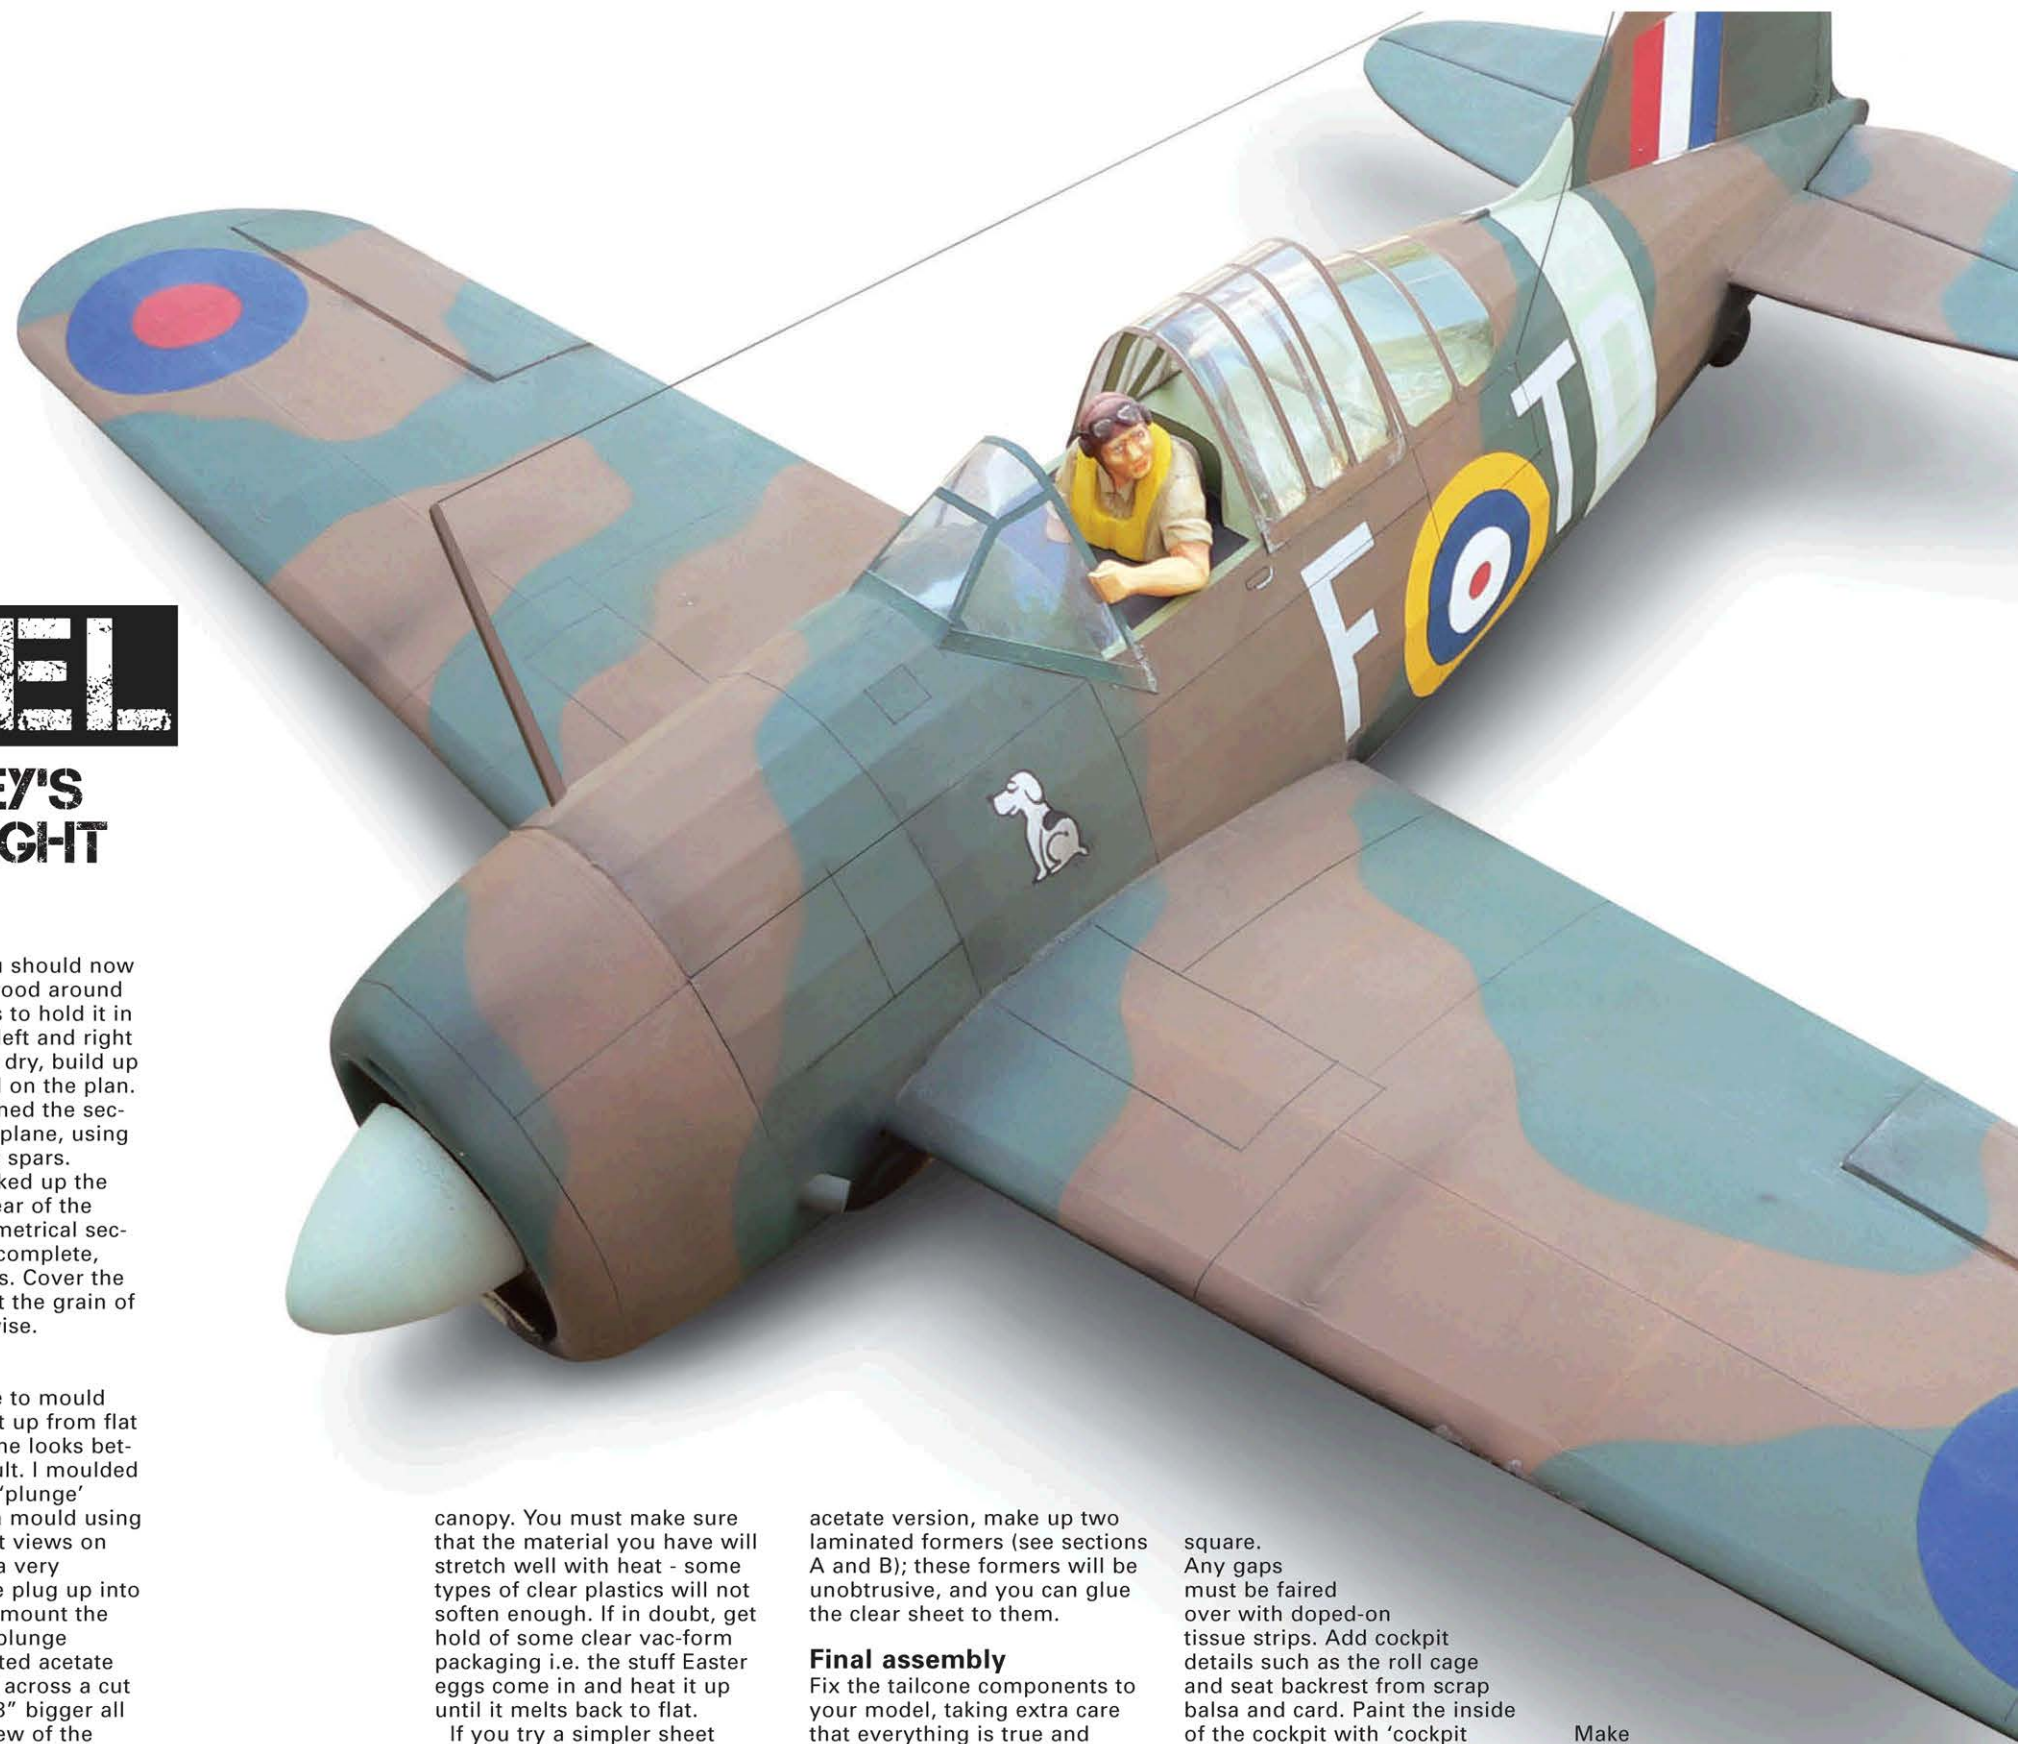 EL
EY'S
GHT
should now
ood around
to hold it in
left and right
dry, build up
on the plan.
ned the sec-
plane, using
spars.
ked up the
ear of the
metrical sec-
complete,
s. Cover the
t the grain of
ise.
to mould
t up from flat
ne looks bet-
ult. I moulded
'plunge'
mould using
t views on
a very
plug up into
mount the
plunge
ted acetate
across a cut
" bigger all
ew of the
canopy. You must make sure
that the material you have will
stretch well with heat - some
types of clear plastics will not
soften enough. If in doubt, get
hold of some clear vac-form
packaging i.e. the stuff Easter
eggs come in and heat it up
until it melts back to flat.
If you try a simpler sheet
acetate version, make up two
laminated formers (see sections
A and B); these formers will be
unobtrusive, and you can glue
the clear sheet to them.
Final assembly
Fix the tailcone components to
your model, taking extra care
that everything is true and
square.
Any gaps
must be faired
over with doped-on
tissue strips. Add cockpit
details such as the roll cage
and seat backrest from scrap
balsa and card. Paint the inside
of the cockpit with 'cockpit
Make
F TD